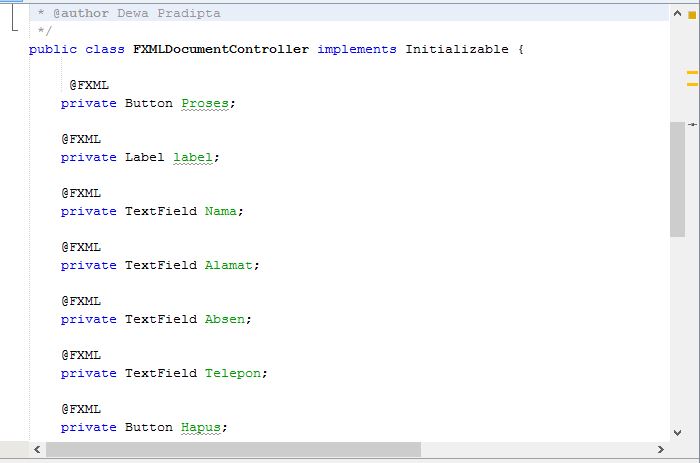 * @author Dewa Pradipta
*/
public class FXMLDocumentController implements Initializable {
@FXML
private Button Proses;
@FXML
private Label label;
@FXML
private TextField Nama;
@FXML
private TextField Alamat;
@FXML
private TextField Absen;
@FXML
private TextField Telepon;
@FXML
private Button Hapus;